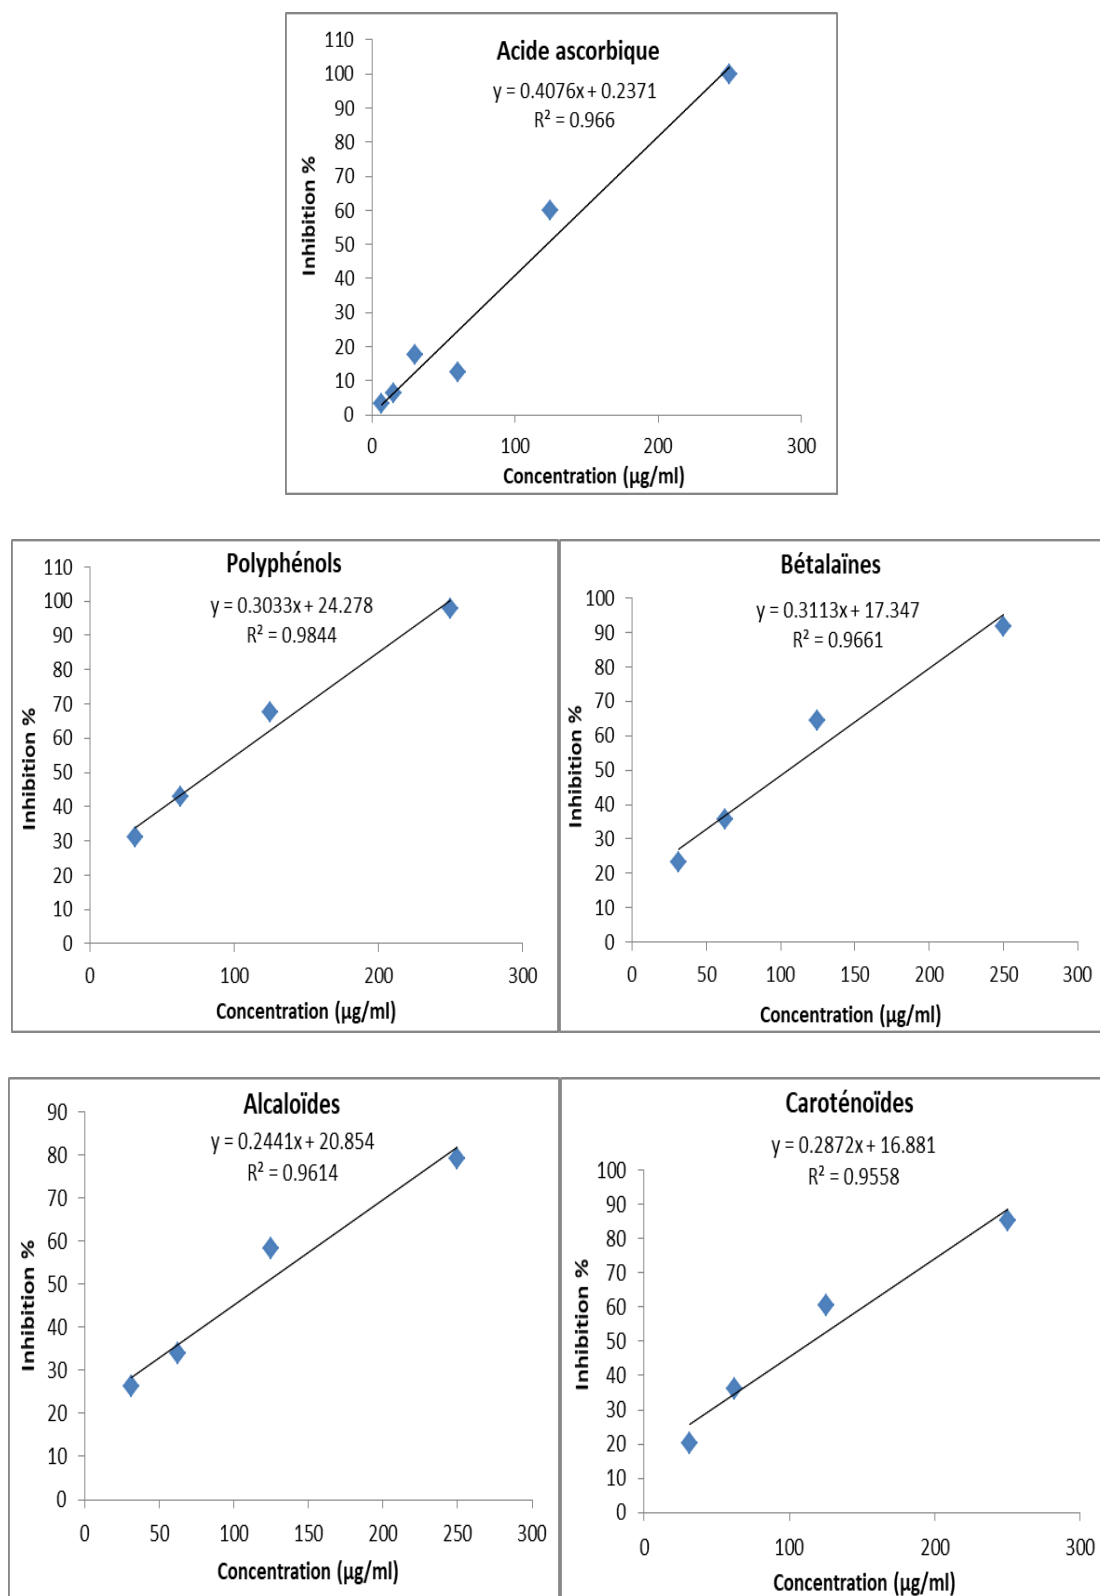 Acide ascorbique
y = 0.4076x + 0.2371
R² = 0.966
Inhibition %
110
100
90
80
70
60
50
40
30
20
10
0
0 100 200 300
Concentration (µg/ml)
Polyphénols
y = 0.3033x + 24.278
R² = 0.9844
Inhibition %
110
100
90
80
70
60
50
40
30
20
10
0
0 100 200 300
Concentration (µg/ml)
Bétalaïnes
y = 0.3113x + 17.347
R² = 0.9661
Inhibition %
100
90
80
70
60
50
40
30
20
10
0
0 50 100 150 200 250 300
Concentration (µg/ml)
Alcaloïdes
y = 0.2441x + 20.854
R² = 0.9614
Inhibition %
90
80
70
60
50
40
30
20
10
0
0 50 100 150 200 250 300
Concentration (µg/ml)
Caroténoïdes
y = 0.2872x + 16.881
R² = 0.9558
Inhibition %
100
90
80
70
60
50
40
30
20
10
0
0 100 200 300
Concentration (µg/ml)